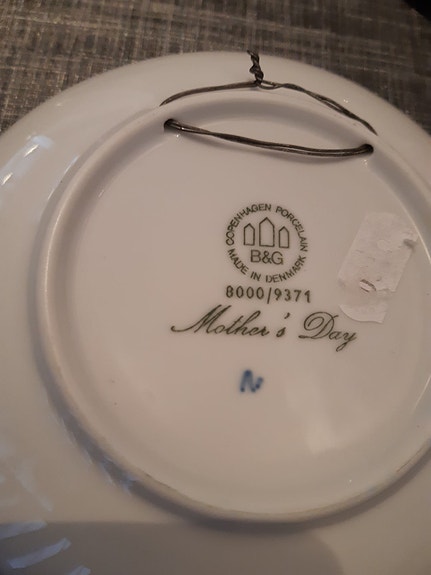 COPENHAGEN PORCELAIN
B&G
MADE IN DENMARK
8000/9371
Mother's Day
N